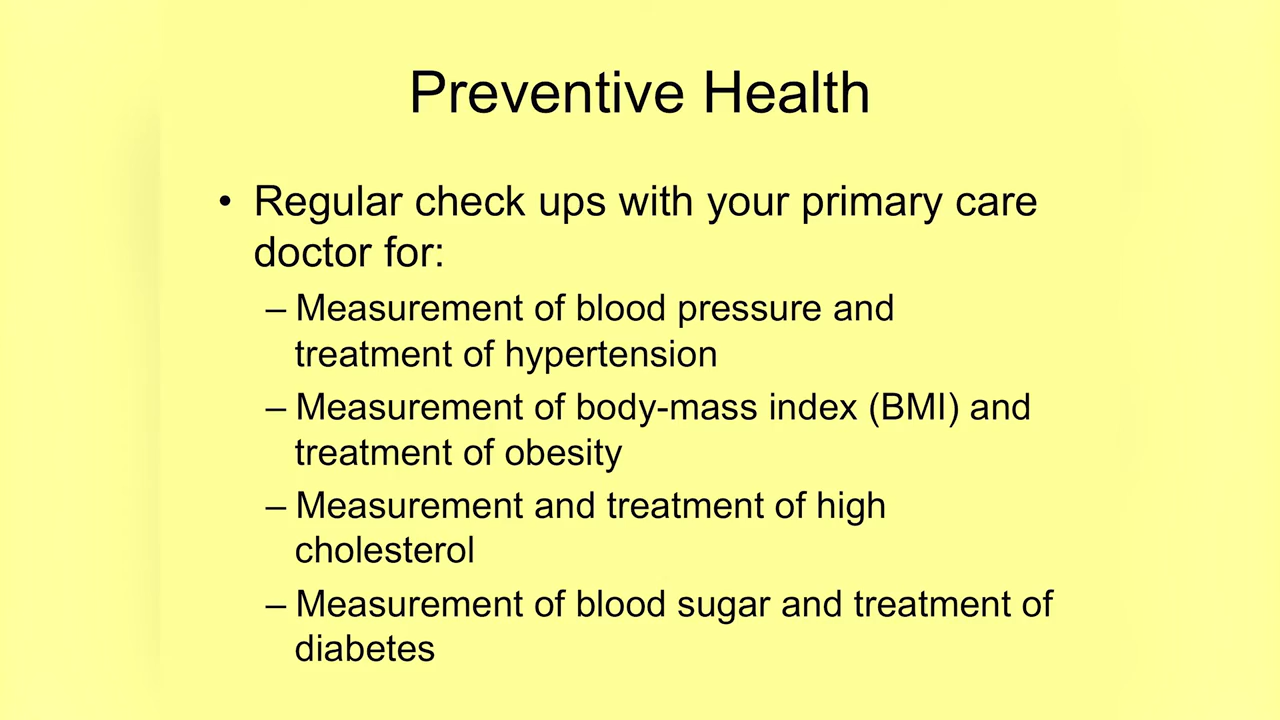 Preventive Health
• Regular check ups with your primary care
doctor for:
– Measurement of blood pressure and
treatment of hypertension
– Measurement of body-mass index (BMI) and
treatment of obesity
– Measurement and treatment of high
cholesterol
– Measurement of blood sugar and treatment of
diabetes